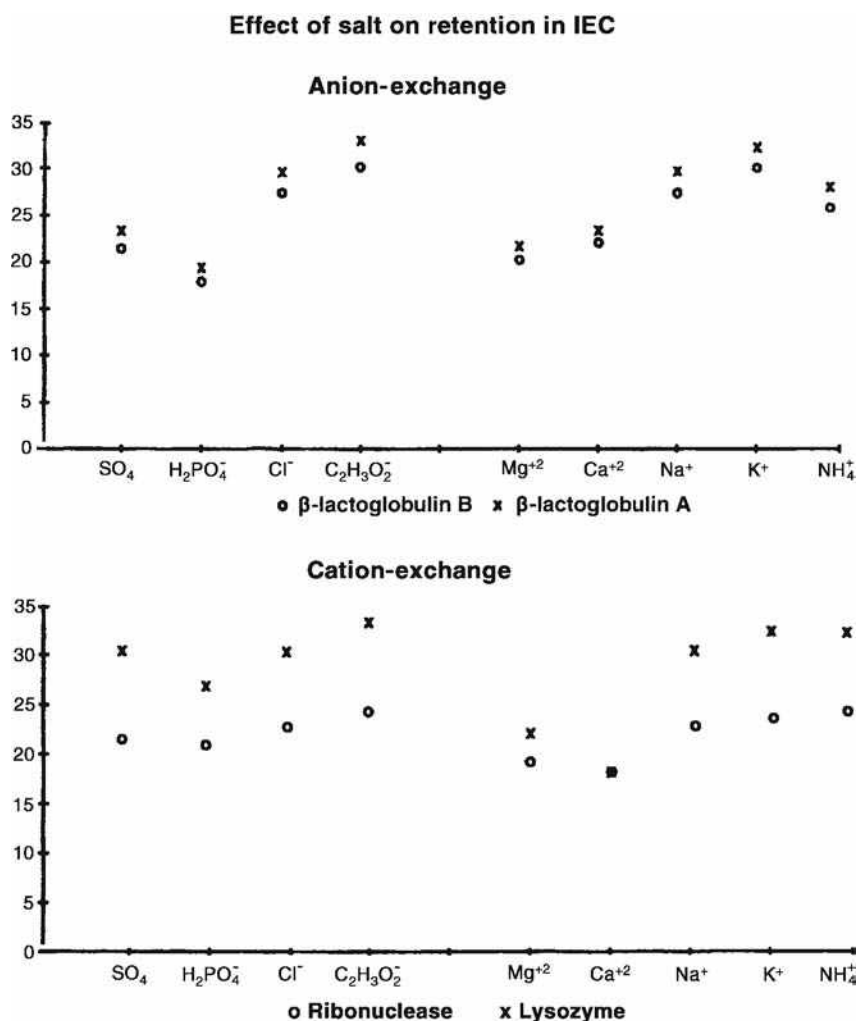 Effect of salt on retention in IEC
Anion-exchange
35
30
25
20
15
10
5
0
SO₄ H₂PO₄⁻ Cl⁻ C₂H₃O₂⁻ Mg⁺² Ca⁺² Na⁺ K⁺ NH₄⁺
o β-lactoglobulin B x β-lactoglobulin A
Cation-exchange
35
30
25
20
15
10
5
0
SO₄ H₂PO₄⁻ Cl⁻ C₂H₃O₂⁻ Mg⁺² Ca⁺² Na⁺ K⁺ NH₄⁺
o Ribonuclease x Lysozyme